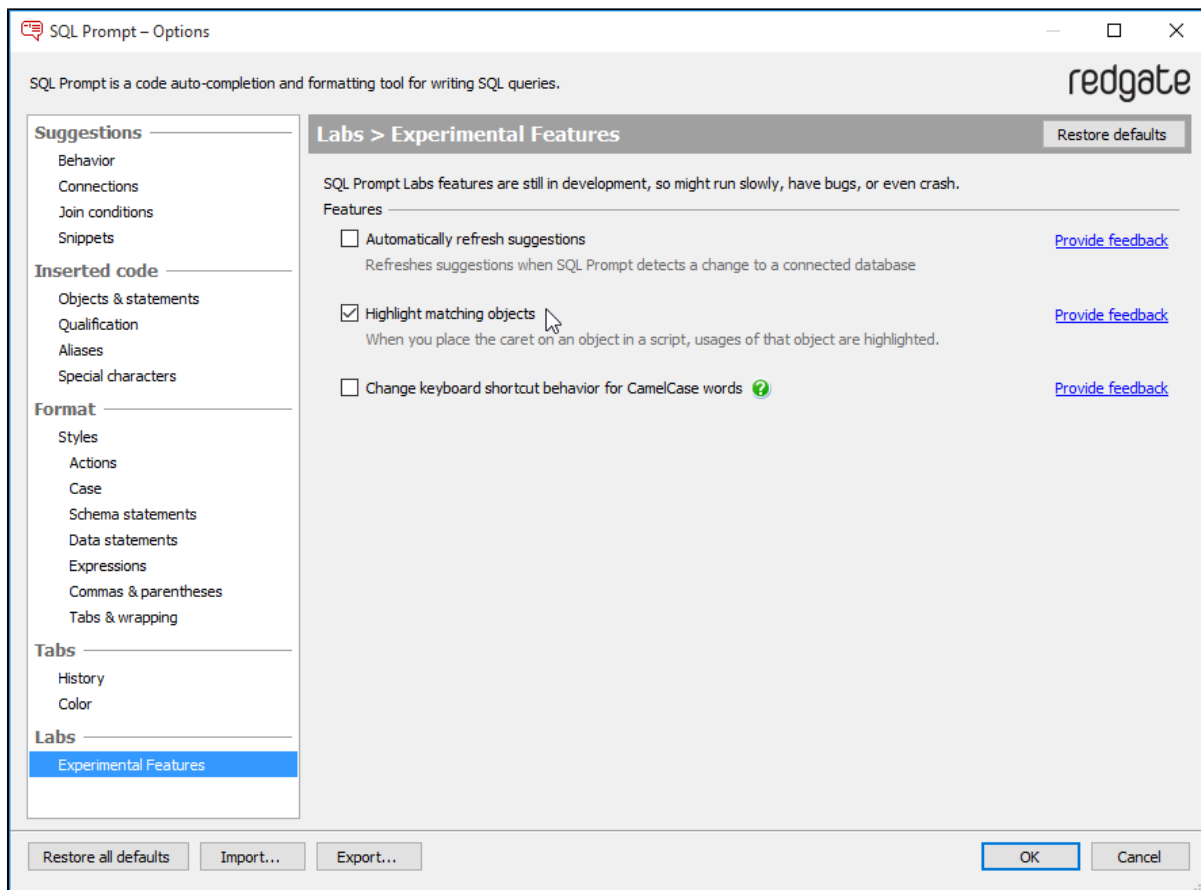 SQL Prompt – Options
SQL Prompt is a code auto-completion and formatting tool for writing SQL queries.
redgate
Suggestions
Behavior
Connections
Join conditions
Snippets
Inserted code
Objects & statements
Qualification
Aliases
Special characters
Format
Styles
Actions
Case
Schema statements
Data statements
Expressions
Commas & parentheses
Tabs & wrapping
Tabs
History
Color
Labs
Experimental Features
Labs > Experimental Features
Restore defaults
SQL Prompt Labs features are still in development, so might run slowly, have bugs, or even crash.
Features
Automatically refresh suggestions
Provide feedback
Refreshes suggestions when SQL Prompt detects a change to a connected database
Highlight matching objects
Provide feedback
When you place the caret on an object in a script, usages of that object are highlighted.
Change keyboard shortcut behavior for CamelCase words ?
Provide feedback
Restore all defaults
Import...
Export...
OK
Cancel